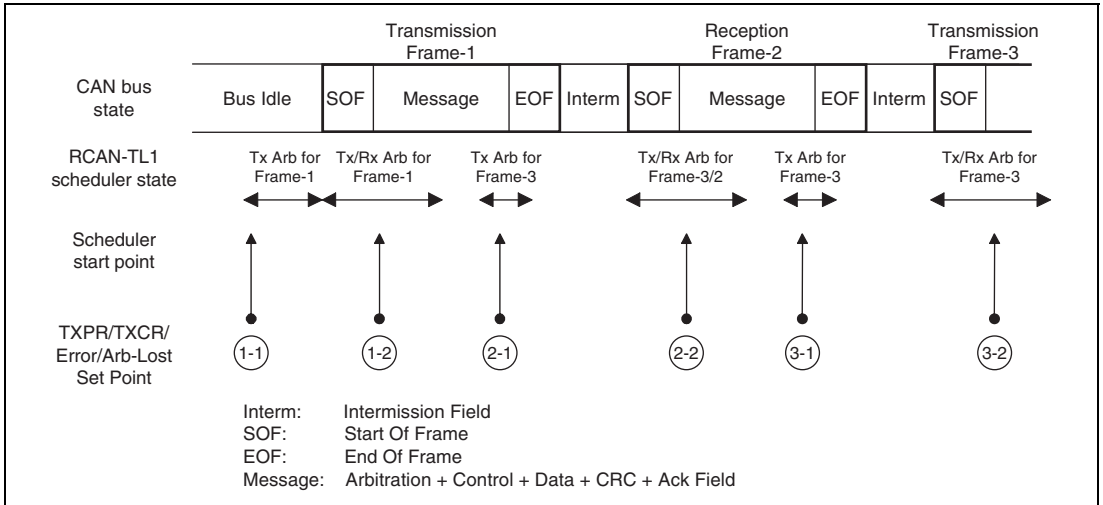 Transmission
Frame-1
Reception
Frame-2
Transmission
Frame-3
CAN bus
state
Bus Idle
SOF
Message
EOF
Interm
SOF
Message
EOF
Interm
SOF
RCAN-TL1
scheduler state
Tx Arb for
Frame-1
Tx/Rx Arb for
Frame-1
Tx Arb for
Frame-3
Tx/Rx Arb for
Frame-3/2
Tx Arb for
Frame-3
Tx/Rx Arb for
Frame-3
Scheduler
start point
TXPR/TXCR/
Error/Arb-Lost
Set Point
1-1
1-2
2-1
2-2
3-1
3-2
Interm: Intermission Field
SOF: Start Of Frame
EOF: End Of Frame
Message: Arbitration + Control + Data + CRC + Ack Field